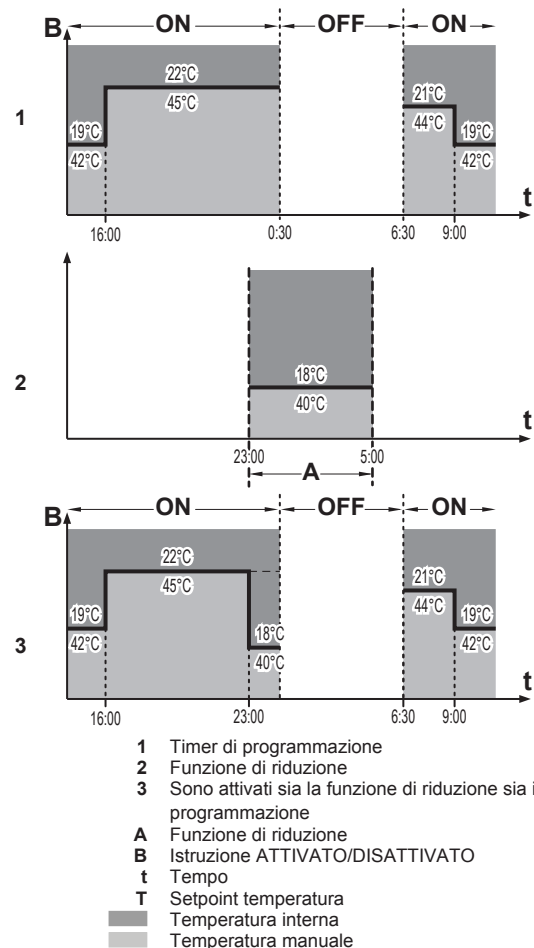 B ON OFF ON
22°C
45°C
21°C
44°C
1
19°C
42°C
19°C
42°C
t
16:00 0:30 6:30 9:00
2
18°C
40°C
t
23:00 5:00
A
B ON OFF ON
22°C
45°C
21°C
44°C
19°C
42°C
18°C
40°C
19°C
42°C
3
t
16:00 23:00 6:30 9:00
1 Timer di programmazione
2 Funzione di riduzione
3 Sono attivati sia la funzione di riduzione sia
programmazione
A Funzione di riduzione
B Istruzione ATTIVATO/DISATTIVATO
t Tempo
T Setpoint temperatura
Temperatura interna
Temperatura manuale